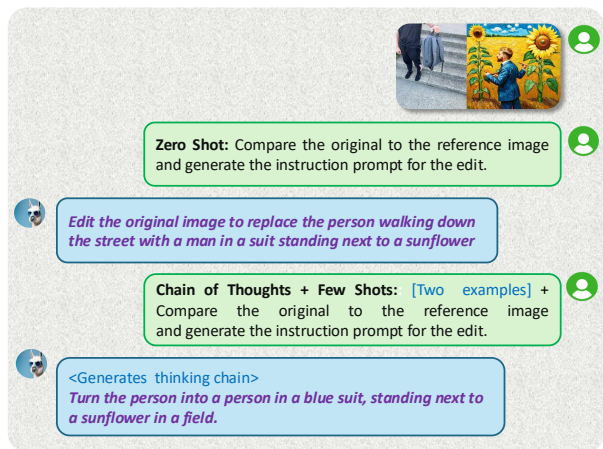 Zero Shot: Compare the original to the reference image
and generate the instruction prompt for the edit.
Edit the original image to replace the person walking down
the street with a man in a suit standing next to a sunflower
Chain of Thoughts + Few Shots: [Two examples] +
Compare the original to the reference image
and generate the instruction prompt for the edit.
<Generates thinking chain>
Turn the person into a person in a blue suit, standing next to
a sunflower in a field.